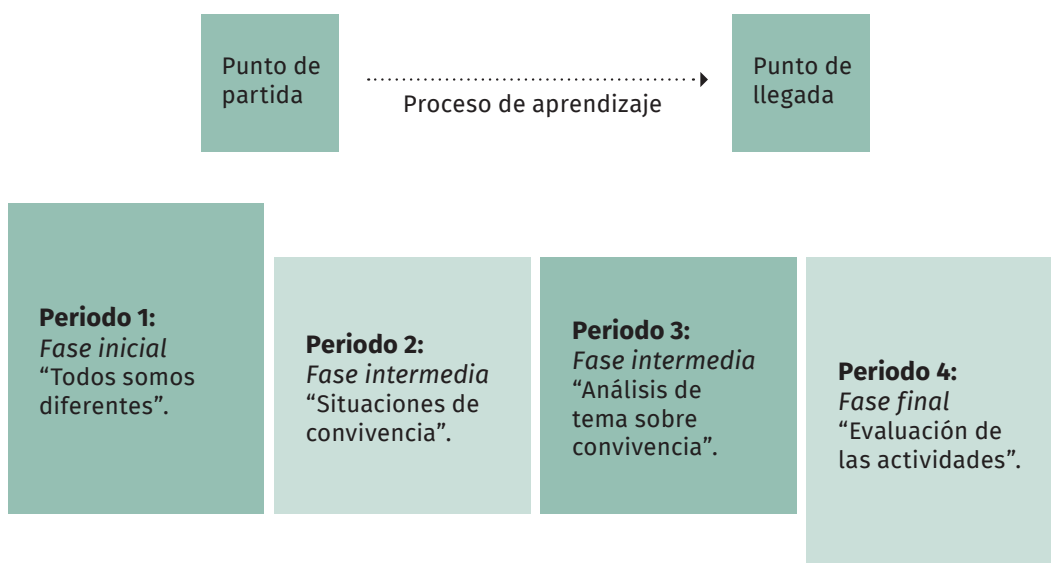 Punto de
partida
Proceso de aprendizaje
Punto de
llegada
Periodo 1:
Fase inicial
“Todos somos
diferentes”.
Periodo 2:
Fase intermedia
“Situaciones de
convivencia”.
Periodo 3:
Fase intermedia
“Análisis de
tema sobre
convivencia”.
Periodo 4:
Fase final
“Evaluación de
las actividades”.